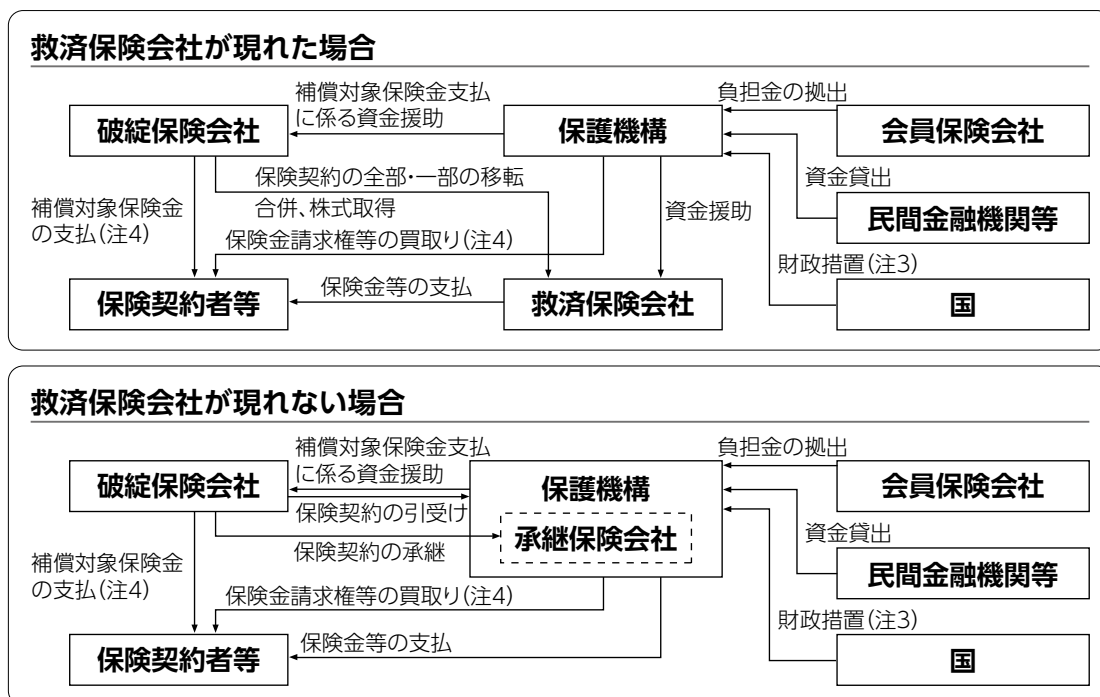 救済保険会社が現れた場合
補償対象保険金支払
に係る資金援助
負担金の拠出
破綻保険会社
保護機構
会員保険会社
保険契約の全部・一部の移転
合併、株式取得
資金貸出
補償対象保険金
の支払(注4)
資金援助
民間金融機関等
保険金請求権等の買取り(注4)
財政措置(注3)
保険契約者等
保険金等の支払
救済保険会社
国
救済保険会社が現れない場合
補償対象保険金支払
に係る資金援助
負担金の拠出
破綻保険会社
保護機構
会員保険会社
保険契約の引受け
承継保険会社
資金貸出
保険契約の承継
補償対象保険金
の支払(注4)
民間金融機関等
保険金請求権等の買取り(注4)
財政措置(注3)
保険契約者等
保険金等の支払
国